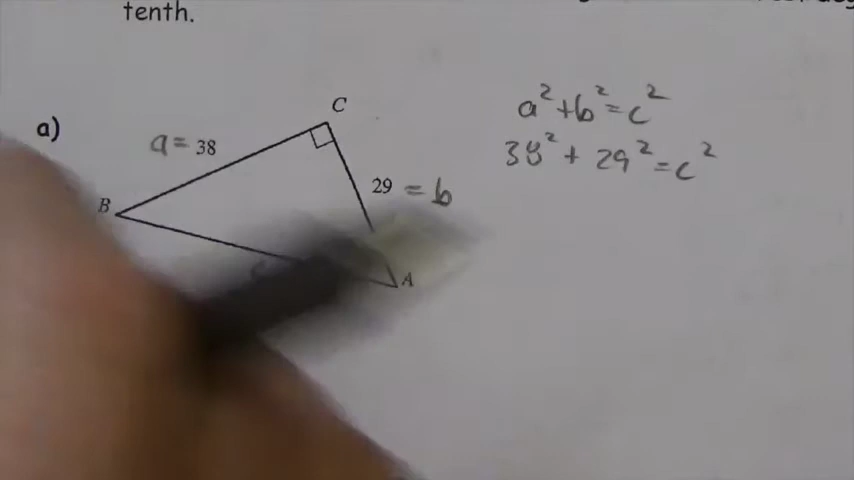 tenth.
a)
C
a = 38
a² + b² = c²
38² + 29² = c²
29 = b
B
c
A